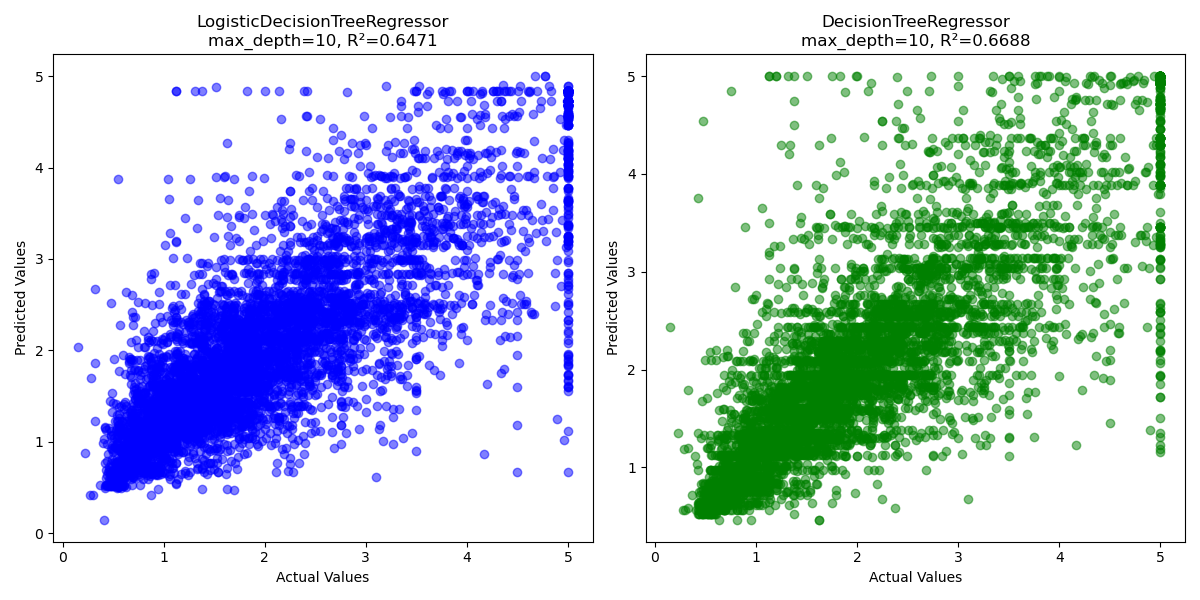 LogisticDecisionTreeRegressor
max_depth=10, R²=0.6471
5
4
3
2
1
0
Predicted Values
0 1 2 3 4 5
Actual Values
DecisionTreeRegressor
max_depth=10, R²=0.6688
5
4
3
2
1
Predicted Values
0 1 2 3 4 5
Actual Values